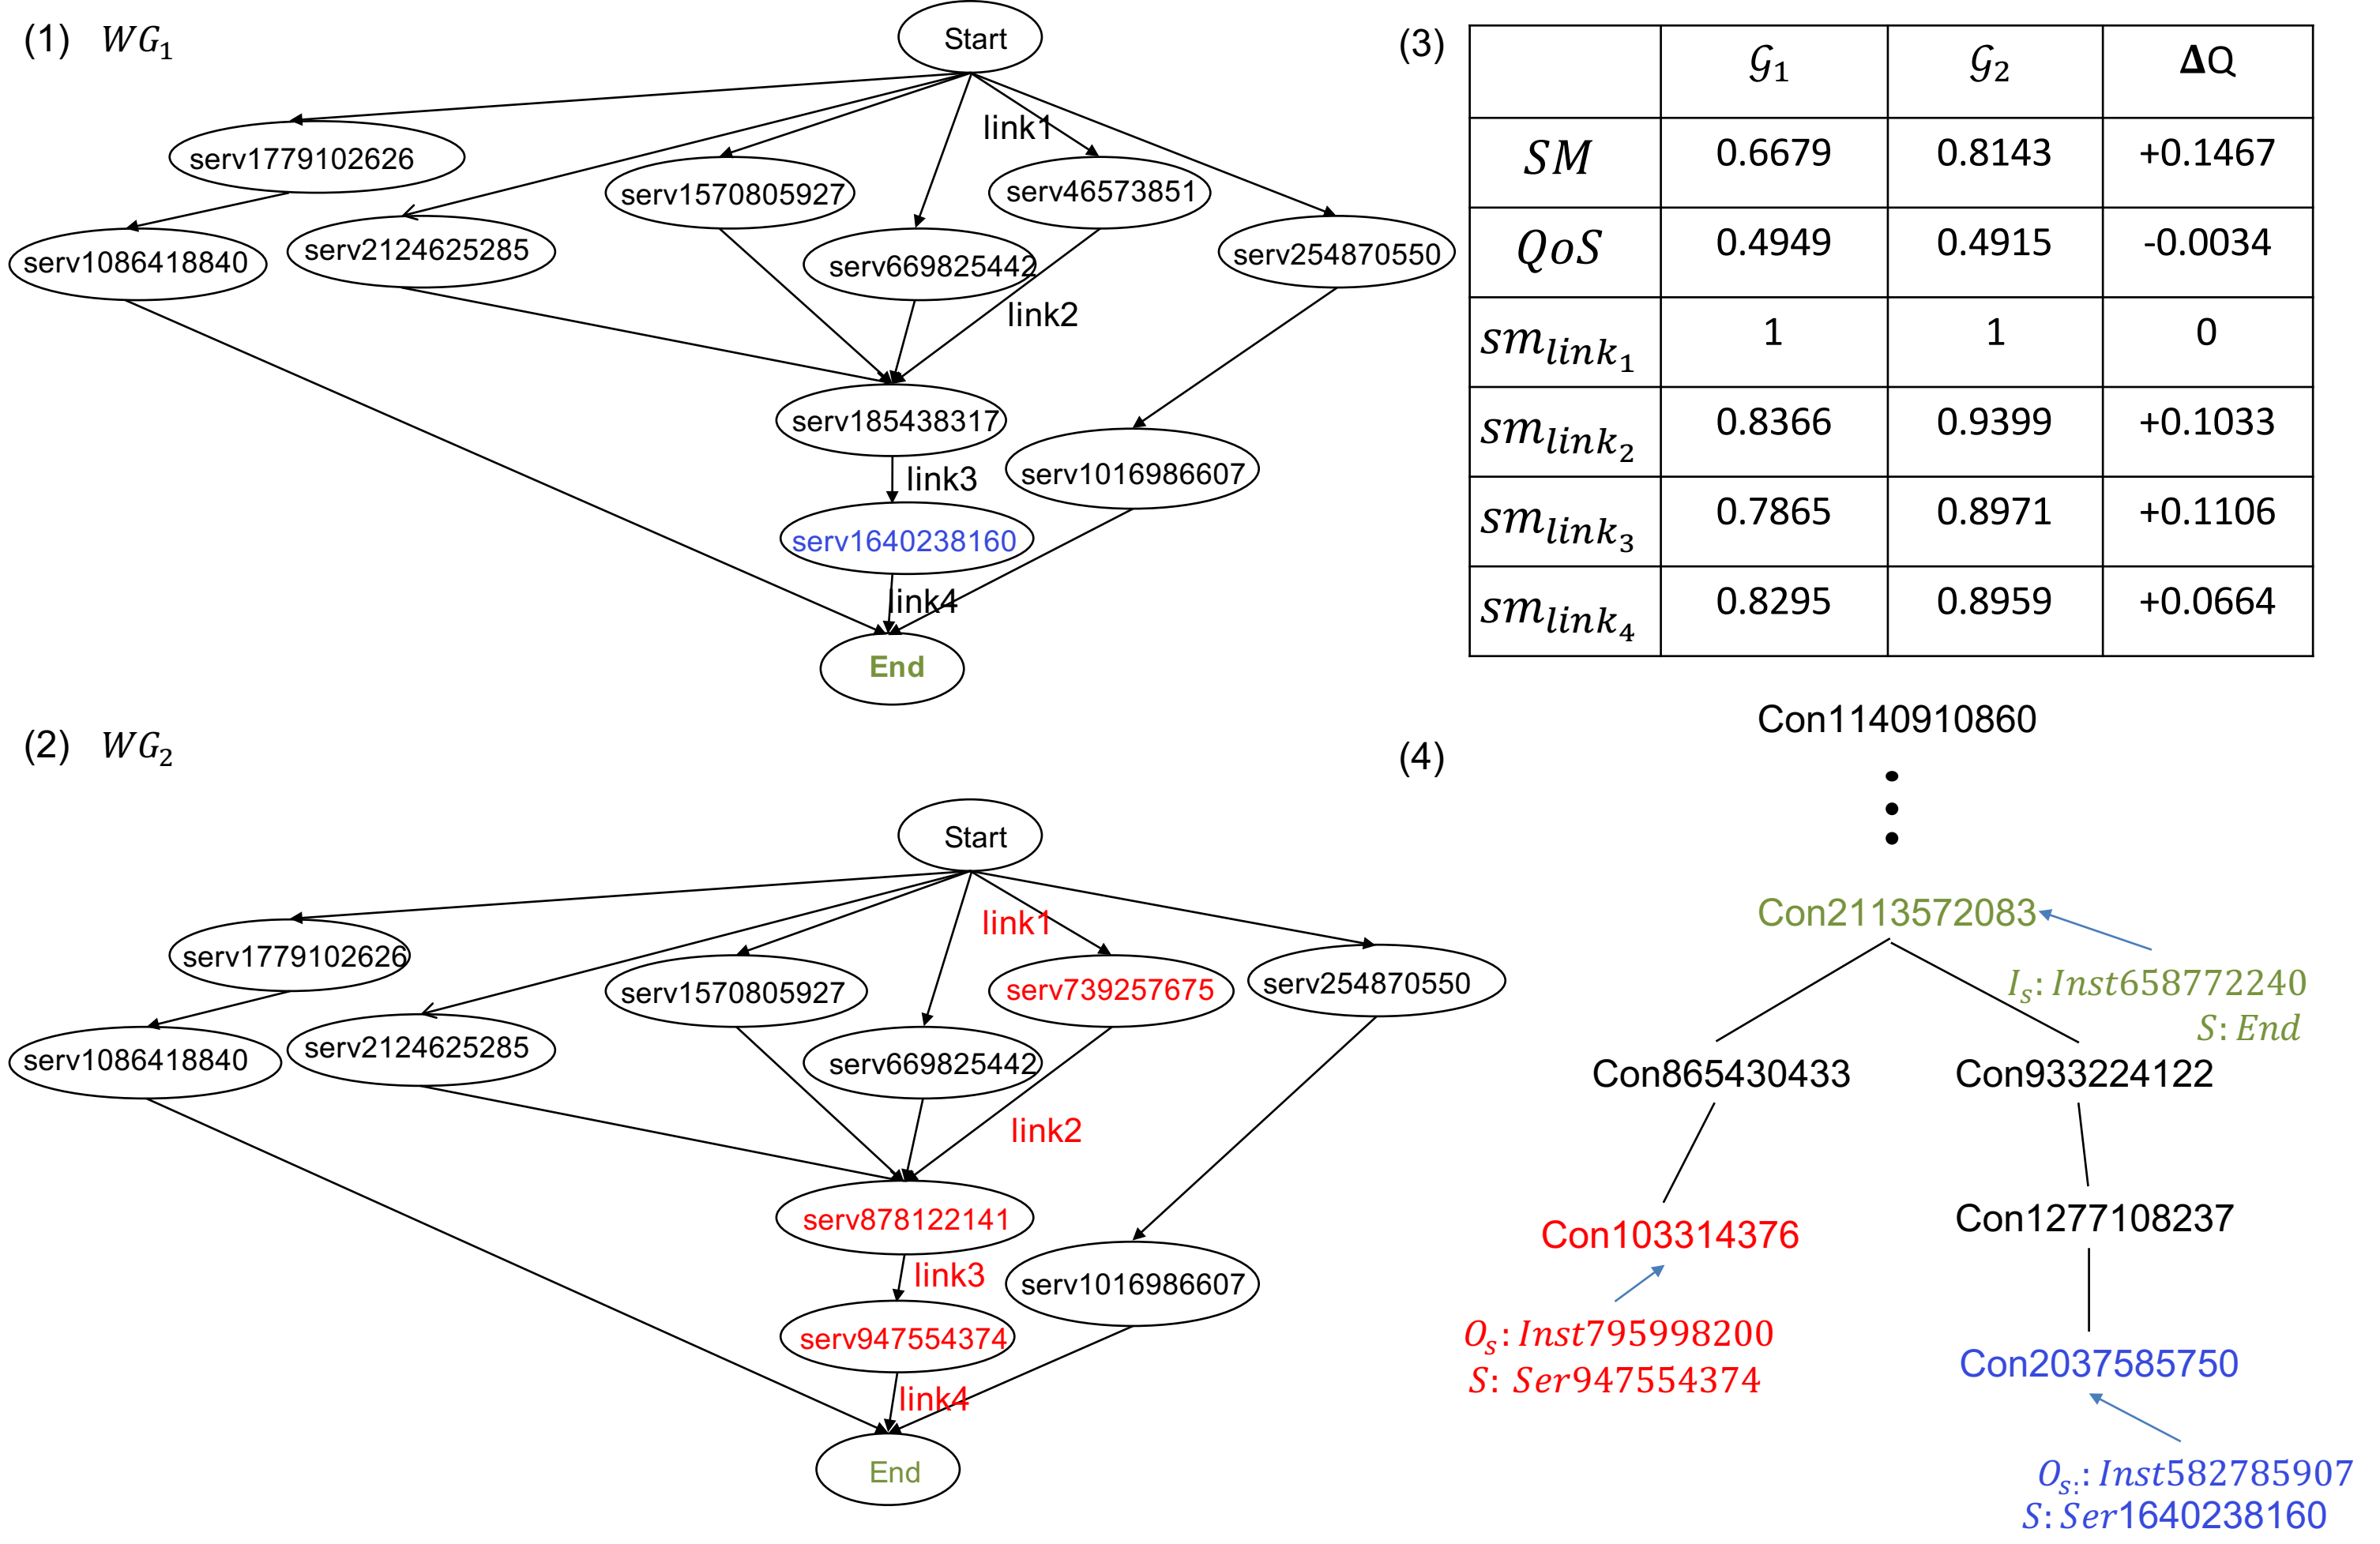 (1) WG₁
Start
link1
serv1779102626
serv1570805927
serv46573851
serv1086418840
serv2124625285
serv669825442
serv254870550
link2
serv185438317
serv1016986607
link3
serv1640238160
link4
End
(2) WG₂
Start
link1
serv1779102626
serv1570805927
serv739257675
serv254870550
serv1086418840
serv2124625285
serv669825442
link2
serv878122141
link3
serv1016986607
serv947554374
link4
End
(3)
𝒢₁ 𝒢₂ ΔQ
SM 0.6679 0.8143 +0.1467
QoS 0.4949 0.4915 -0.0034
sm_link₁ 1 1 0
sm_link₂ 0.8366 0.9399 +0.1033
sm_link₃ 0.7865 0.8971 +0.1106
sm_link₄ 0.8295 0.8959 +0.0664
(4)
Con1140910860
Con2113572083
Iₛ: Inst658772240
S: End
Con865430433 Con933224122
Con103314376 Con1277108237
Oₛ: Inst795998200
S: Ser947554374
Con2037585750
Oₛ:: Inst582785907
S: Ser1640238160